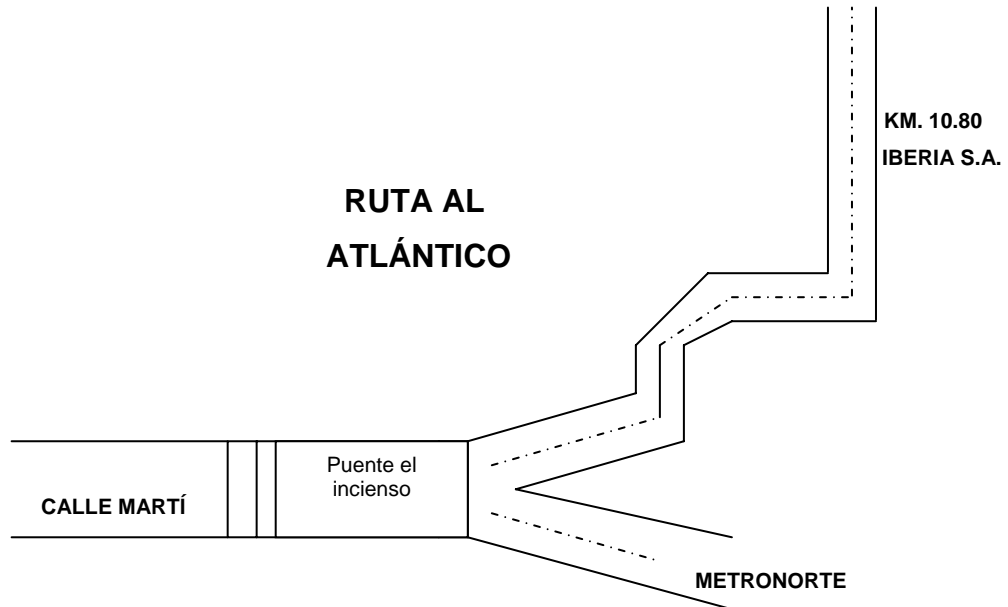 KM. 10.80
IBERIA S.A.
RUTA AL
ATLÁNTICO
Puente el
incienso
CALLE MARTÍ
METRONORTE